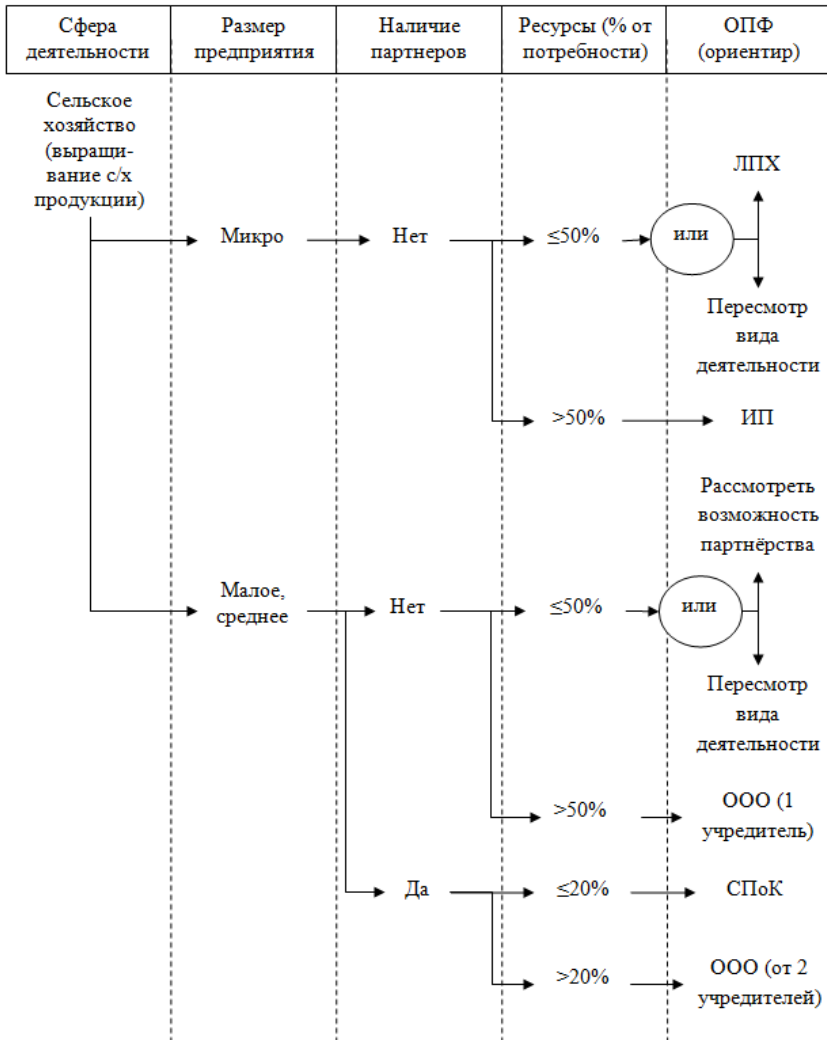 Сфера
деятельности
Размер
предприятия
Наличие
партнеров
Ресурсы (% от
потребности)
ОПФ
(ориентир)
Сельское
хозяйство
(выращи-
вание с/х
продукции)
Микро
Нет
≤50%
или
ЛПХ
Пересмотр
вида
деятельности
>50%
ИП
Малое,
среднее
Нет
≤50%
или
Рассмотреть
возможность
партнёрства
Пересмотр
вида
деятельности
>50%
ООО (1
учредитель)
Да
≤20%
СПоК
>20%
ООО (от 2
учредителей)